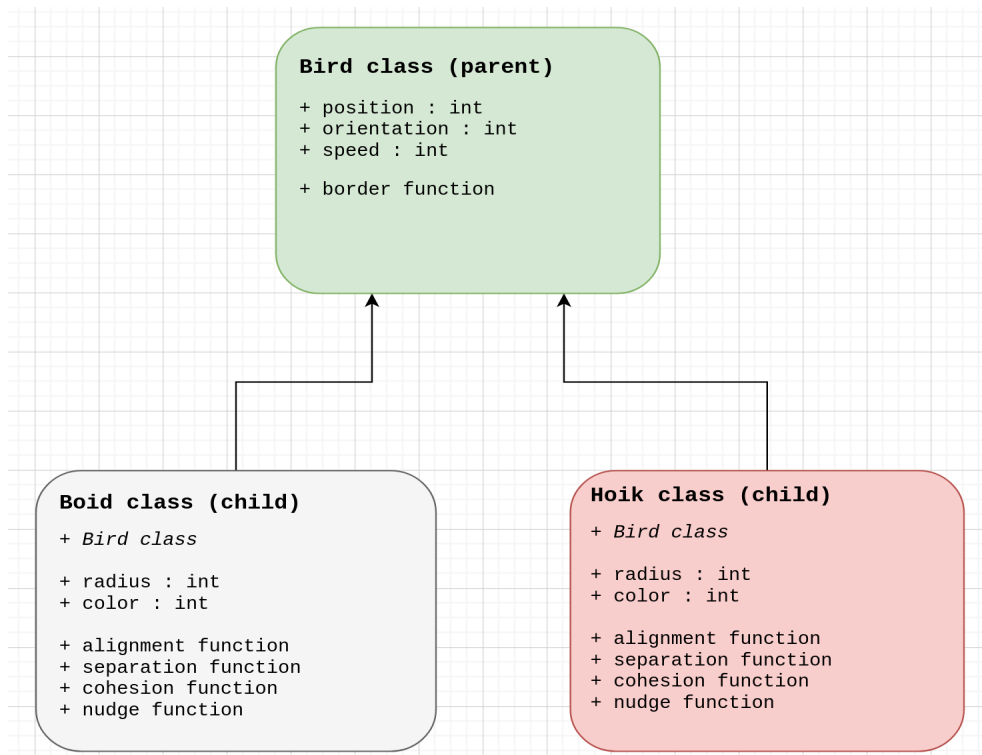 Bird class (parent)
+ position : int
+ orientation : int
+ speed : int
+ border function
Boid class (child)
+ Bird class
+ radius : int
+ color : int
+ alignment function
+ separation function
+ cohesion function
+ nudge function
Hoik class (child)
+ Bird class
+ radius : int
+ color : int
+ alignment function
+ separation function
+ cohesion function
+ nudge function